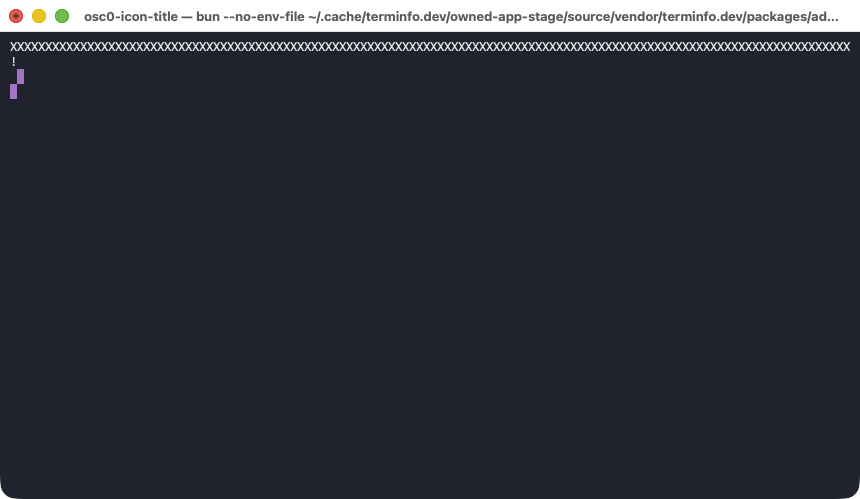 osc0-icon-title — bun --no-env-file ~/.cache/terminfo.dev/owned-app-stage/source/vendor/terminfo.dev/packages/ad...
XXXXXXXXXXXXXXXXXXXXXXXXXXXXXXXXXXXXXXXXXXXXXXXXXXXXXXXXXXXXXXXXXXXXXXXXXXXXXXXXXXXXXXXXXXXXXXXXXXXXXXXXXXXXXXXXXXXXXXXX
!